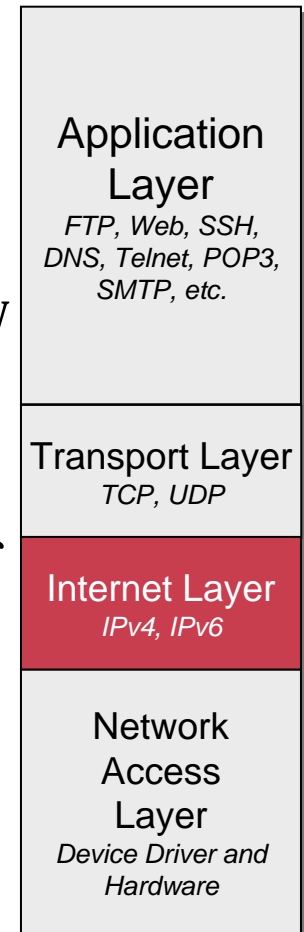 Application
Layer
FTP, Web, SSH,
DNS, Telnet, POP3,
SMTP, etc.
Transport Layer
TCP, UDP
Internet Layer
IPv4, IPv6
Network
Access
Layer
Device Driver and
Hardware